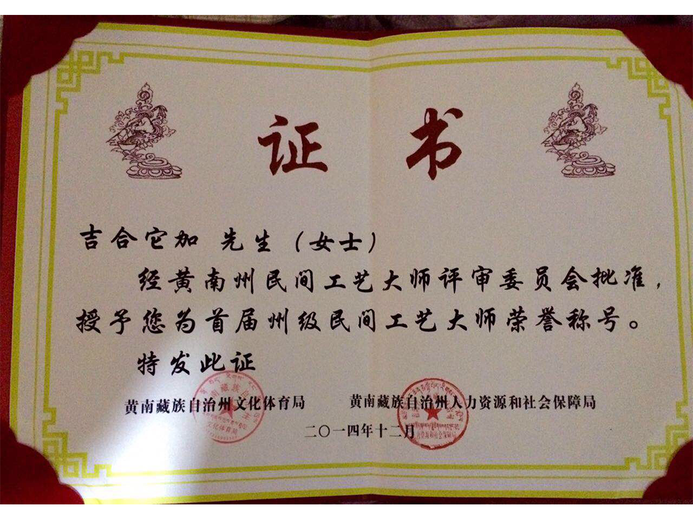 证书
吉合它加 先生（女士）
经黄南州民间工艺大师评审委员会批准，
授予您为首届州级民间工艺大师荣誉称号。
特发此证
黄南藏族自治州文化体育局 黄南藏族自治州人力资源和社会保障局
二〇一四年十二月